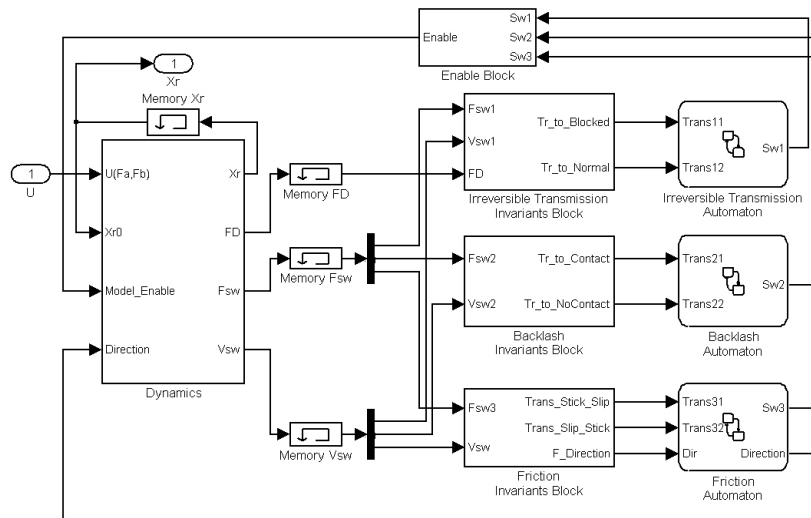 Enable
Sw1
Sw2
Sw3
Enable Block
1
Xr
Memory Xr
1
U
U(Fa,Fb)
Xr
Xr0
FD
Model_Enable
Fsw
Direction
Vsw
Dynamics
Memory FD
Memory Fsw
Memory Vsw
Fsw1
Tr_to_Blocked
Vsw1
Tr_to_Normal
FD
Irreversible Transmission
Invariants Block
Trans11
Sw1
Trans12
Irreversible Transmission
Automaton
Fsw2
Tr_to_Contact
Vsw2
Tr_to_NoContact
Backlash
Invariants Block
Trans21
Sw2
Trans22
Backlash
Automaton
Fsw3
Trans_Stick_Slip
Trans_Slip_Stick
Vsw
F_Direction
Friction
Invariants Block
Trans31
Sw3
Trans32
Dir
Direction
Friction
Automaton